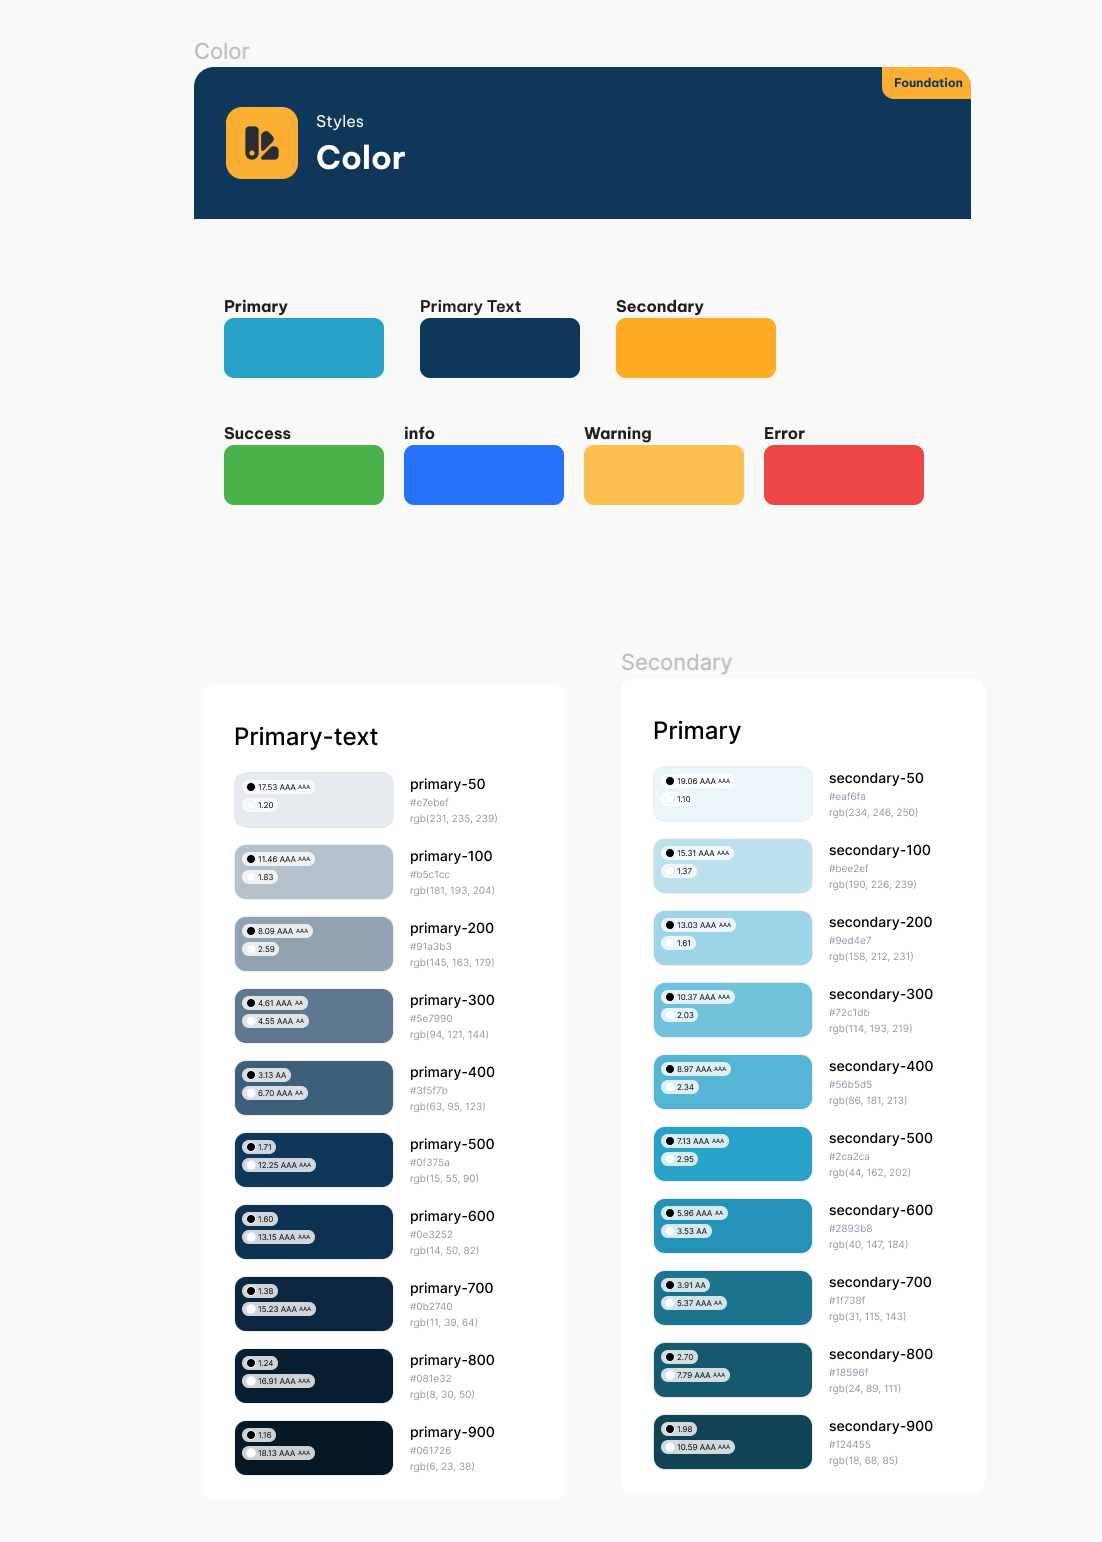 Color
Foundation
Styles
Color
Primary
Primary Text
Secondary
Success
info
Warning
Error
Primary-text
17.53 AAA AAA
1.20
primary-50
#e7ebef
rgb(231, 235, 239)
11.46 AAA AAA
1.83
primary-100
#b5c1cc
rgb(181, 193, 204)
8.09 AAA AAA
2.59
primary-200
#91a3b3
rgb(145, 163, 179)
4.61 AAA AA
4.55 AAA AA
primary-300
#5e7990
rgb(94, 121, 144)
3.13 AA
6.70 AAA AA
primary-400
#3f5f7b
rgb(63, 95, 123)
1.71
12.25 AAA AAA
primary-500
#0f375a
rgb(15, 55, 90)
1.60
13.15 AAA AAA
primary-600
#0e3252
rgb(14, 50, 82)
1.38
15.23 AAA AAA
primary-700
#0b2740
rgb(11, 39, 64)
1.24
16.91 AAA AAA
primary-800
#081e32
rgb(8, 30, 50)
1.16
18.13 AAA AAA
primary-900
#061726
rgb(6, 23, 38)
Secondary
Primary
19.06 AAA AAA
1.10
secondary-50
#eaf6fa
rgb(234, 246, 250)
15.31 AAA AAA
1.37
secondary-100
#bee2ef
rgb(190, 226, 239)
13.03 AAA AAA
1.61
secondary-200
#9ed4e7
rgb(158, 212, 231)
10.37 AAA AAA
2.03
secondary-300
#72c1db
rgb(114, 193, 219)
8.97 AAA AAA
2.34
secondary-400
#56b5d5
rgb(86, 181, 213)
7.13 AAA AAA
2.95
secondary-500
#2ca2ca
rgb(44, 162, 202)
5.96 AAA AA
3.53 AA
secondary-600
#2893b8
rgb(40, 147, 184)
3.91 AA
5.37 AAA AA
secondary-700
#1f738f
rgb(31, 115, 143)
2.70
7.79 AAA AAA
secondary-800
#18596f
rgb(24, 89, 111)
1.98
10.59 AAA AAA
secondary-900
#124455
rgb(18, 68, 85)